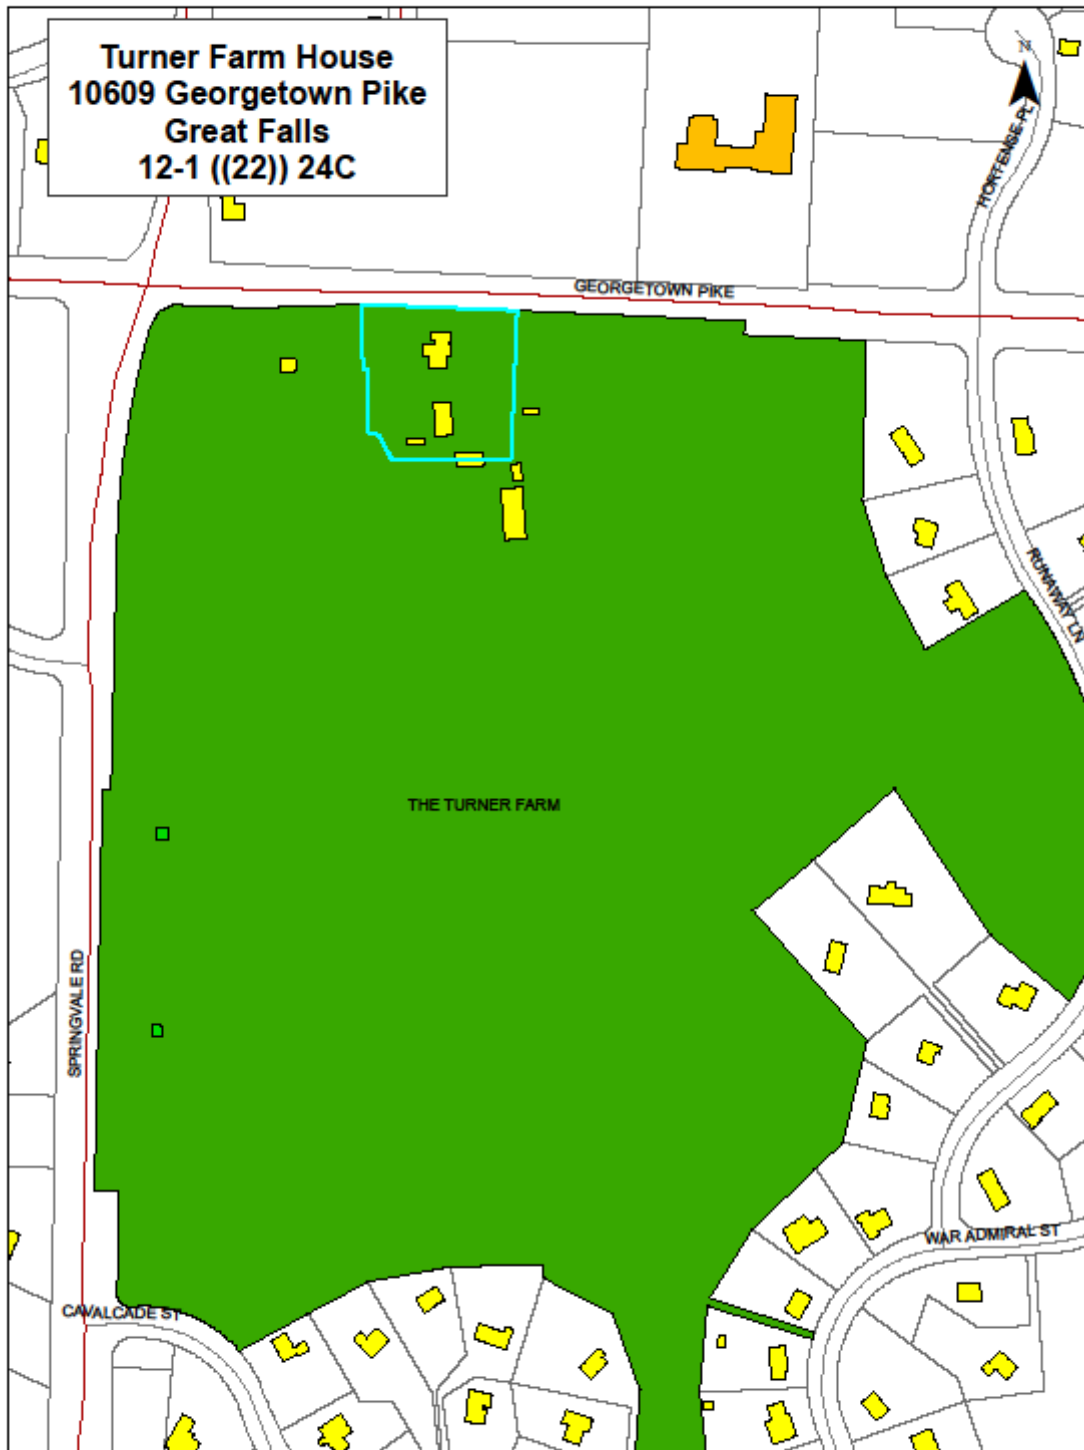 Turner Farm House
10609 Georgetown Pike
Great Falls
12-1 ((22)) 24C
N
HORTENSE PL
GEORGETOWN PIKE
RUNAWAY LN
THE TURNER FARM
SPRINGVALE RD
WAR ADMIRAL ST
CAVALCADE ST